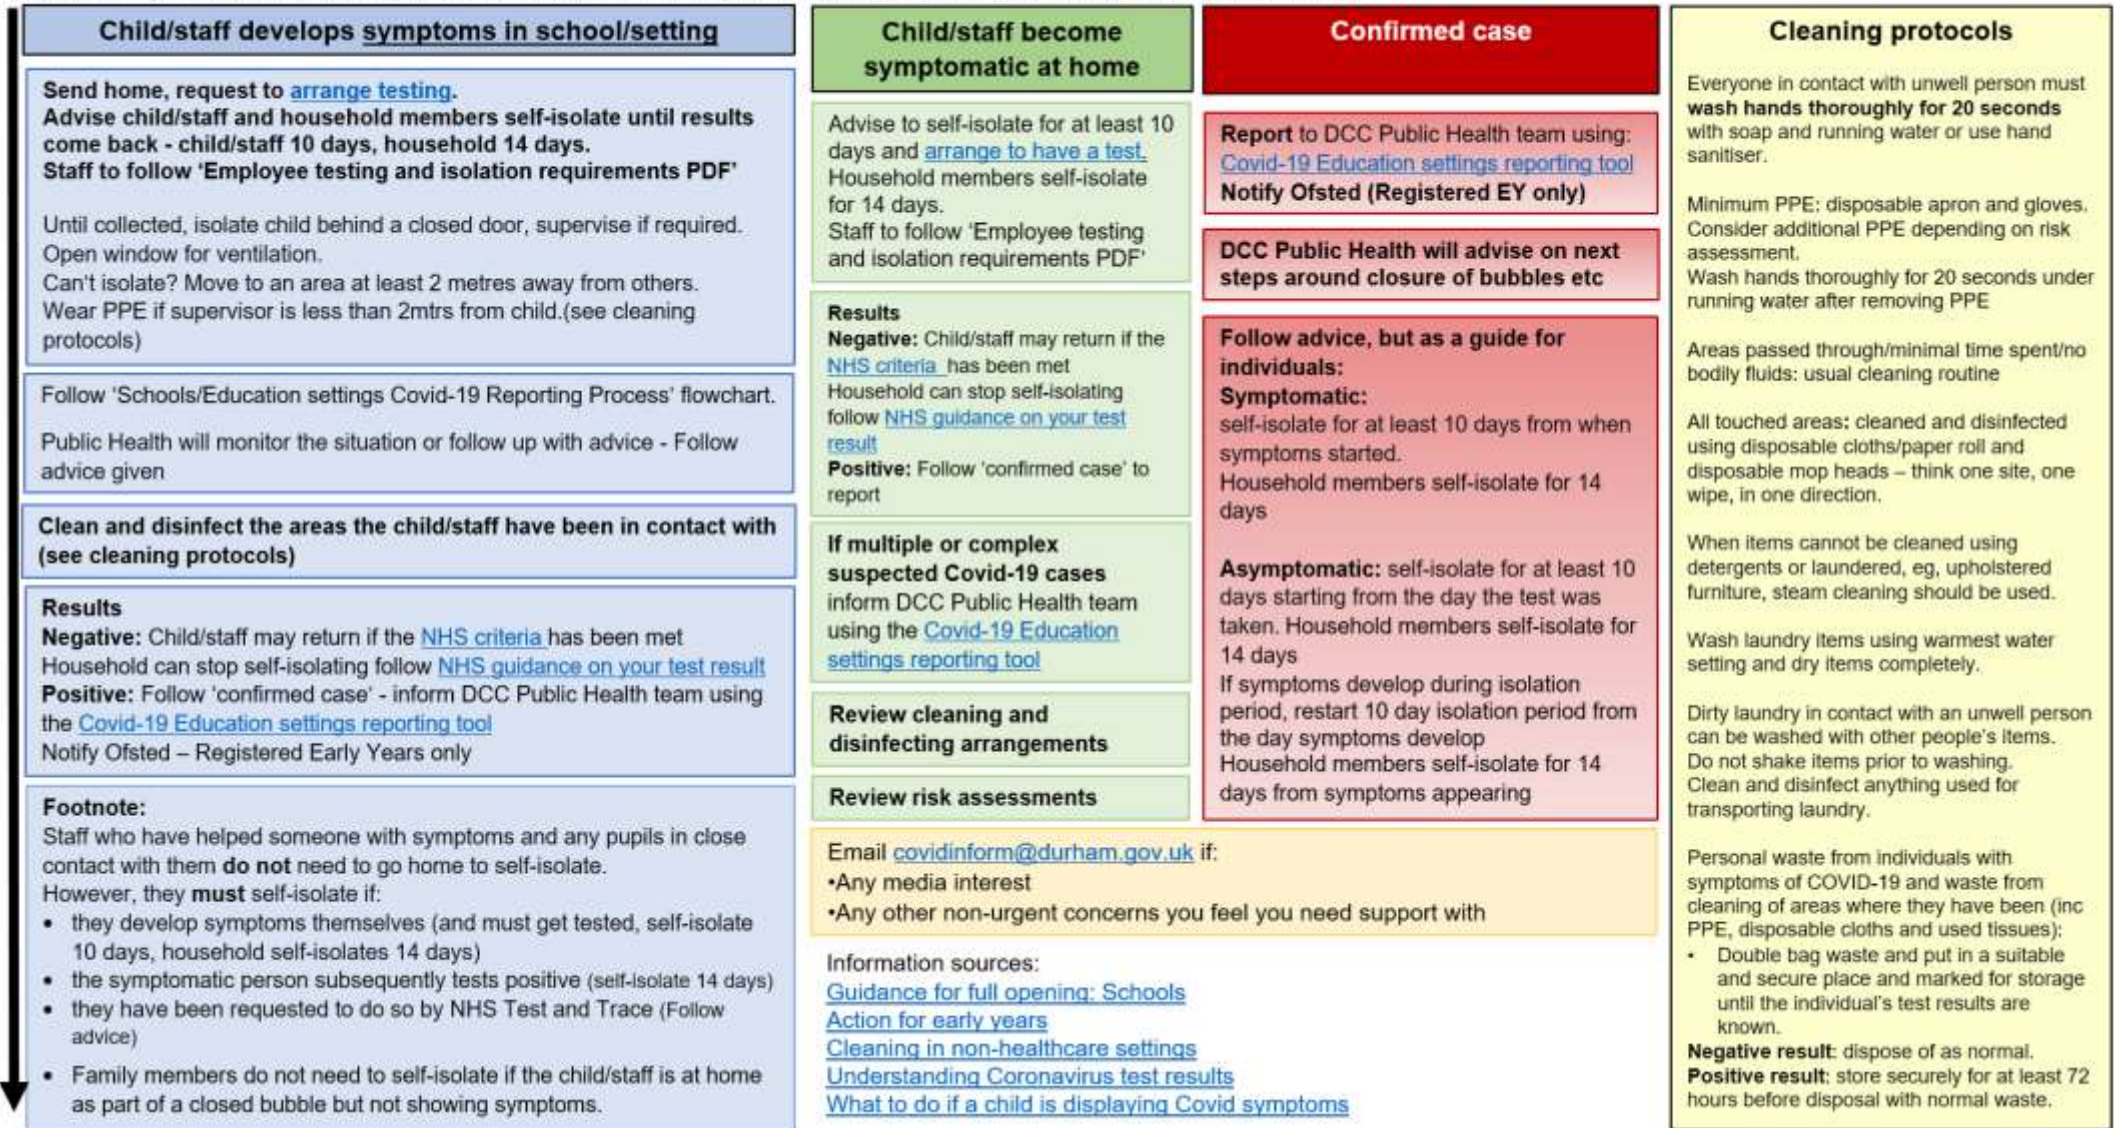 Child/staff develops symptoms in school/setting
Send home, request to arrange testing.
Advise child/staff and household members self-isolate until results
come back - child/staff 10 days, household 14 days.
Staff to follow ‘Employee testing and isolation requirements PDF’
Until collected, isolate child behind a closed door, supervise if required.
Open window for ventilation.
Can’t isolate? Move to an area at least 2 metres away from others.
Wear PPE if supervisor is less than 2mtrs from child.(see cleaning
protocols)
Follow ‘Schools/Education settings Covid-19 Reporting Process’ flowchart.
Public Health will monitor the situation or follow up with advice - Follow
advice given
Clean and disinfect the areas the child/staff have been in contact with
(see cleaning protocols)
Results
Negative: Child/staff may return if the NHS criteria has been met
Household can stop self-isolating follow NHS guidance on your test result
Positive: Follow ‘confirmed case’ - inform DCC Public Health team using
the Covid-19 Education settings reporting tool
Notify Ofsted – Registered Early Years only
Footnote:
Staff who have helped someone with symptoms and any pupils in close
contact with them do not need to go home to self-isolate.
However, they must self-isolate if:
• they develop symptoms themselves (and must get tested, self-isolate
10 days, household self-isolates 14 days)
• the symptomatic person subsequently tests positive (self-isolate 14 days)
• they have been requested to do so by NHS Test and Trace (Follow
advice)
• Family members do not need to self-isolate if the child/staff is at home
as part of a closed bubble but not showing symptoms.
Child/staff become
symptomatic at home
Advise to self-isolate for at least 10
days and arrange to have a test.
Household members self-isolate
for 14 days.
Staff to follow ‘Employee testing
and isolation requirements PDF’
Results
Negative: Child/staff may return if the
NHS criteria has been met
Household can stop self-isolating
follow NHS guidance on your test
result
Positive: Follow ‘confirmed case’ to
report
If multiple or complex
suspected Covid-19 cases
inform DCC Public Health team
using the Covid-19 Education
settings reporting tool
Review cleaning and
disinfecting arrangements
Review risk assessments
Confirmed case
Report to DCC Public Health team using:
Covid-19 Education settings reporting tool
Notify Ofsted (Registered EY only)
DCC Public Health will advise on next
steps around closure of bubbles etc
Follow advice, but as a guide for
individuals:
Symptomatic:
self-isolate for at least 10 days from when
symptoms started.
Household members self-isolate for 14
days
Asymptomatic: self-isolate for at least 10
days starting from the day the test was
taken. Household members self-isolate for
14 days
If symptoms develop during isolation
period, restart 10 day isolation period from
the day symptoms develop
Household members self-isolate for 14
days from symptoms appearing
Email covidinform@durham.gov.uk if:
•Any media interest
•Any other non-urgent concerns you feel you need support with
Information sources:
Guidance for full opening: Schools
Action for early years
Cleaning in non-healthcare settings
Understanding Coronavirus test results
What to do if a child is displaying Covid symptoms
Cleaning protocols
Everyone in contact with unwell person must
wash hands thoroughly for 20 seconds
with soap and running water or use hand
sanitiser.
Minimum PPE: disposable apron and gloves.
Consider additional PPE depending on risk
assessment.
Wash hands thoroughly for 20 seconds under
running water after removing PPE
Areas passed through/minimal time spent/no
bodily fluids: usual cleaning routine
All touched areas: cleaned and disinfected
using disposable cloths/paper roll and
disposable mop heads – think one site, one
wipe, in one direction.
When items cannot be cleaned using
detergents or laundered, eg, upholstered
furniture, steam cleaning should be used.
Wash laundry items using warmest water
setting and dry items completely.
Dirty laundry in contact with an unwell person
can be washed with other people’s items.
Do not shake items prior to washing.
Clean and disinfect anything used for
transporting laundry.
Personal waste from individuals with
symptoms of COVID-19 and waste from
cleaning of areas where they have been (inc
PPE, disposable cloths and used tissues):
• Double bag waste and put in a suitable
and secure place and marked for storage
until the individual’s test results are
known.
Negative result: dispose of as normal.
Positive result: store securely for at least 72
hours before disposal with normal waste.